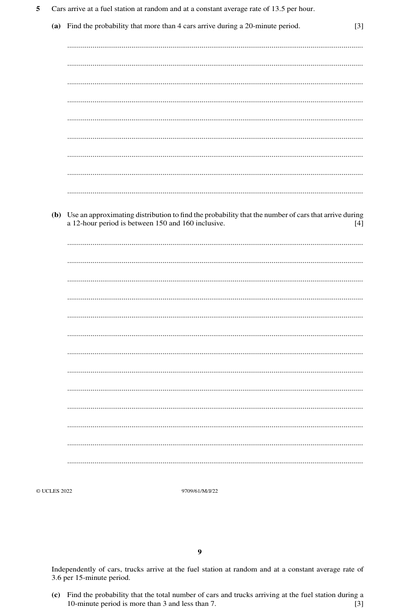 5 Cars arrive at a fuel station at random and at a constant average rate of 13.5 per hour.
(a) Find the probability that more than 4 cars arrive during a 20-minute period. [3]
(b) Use an approximating distribution to find the probability that the number of cars that arrive during
a 12-hour period is between 150 and 160 inclusive. [4]
© UCLES 2022 9709/61/M/J/22
9
Independently of cars, trucks arrive at the fuel station at random and at a constant average rate of
3.6 per 15-minute period.
(c) Find the probability that the total number of cars and trucks arriving at the fuel station during a
10-minute period is more than 3 and less than 7. [3]